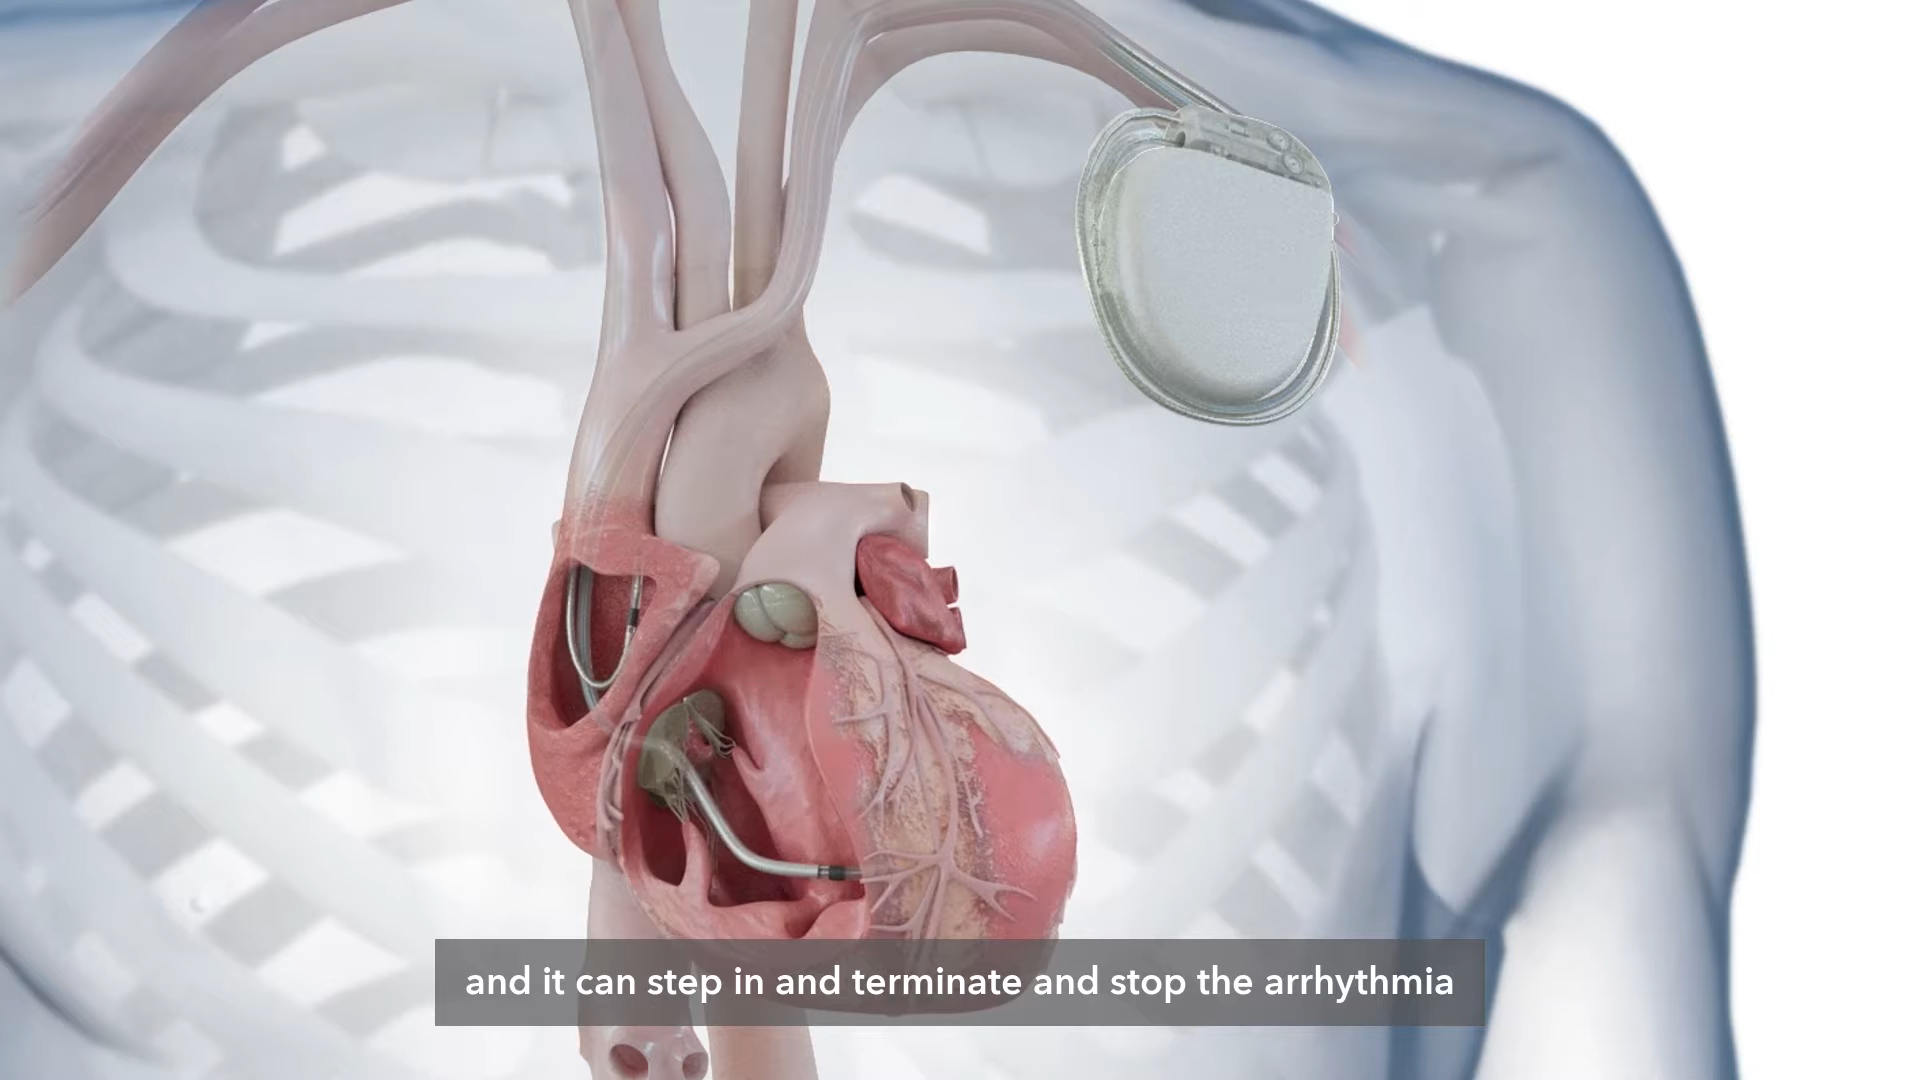 and it can step in and terminate and stop the arrhythmia